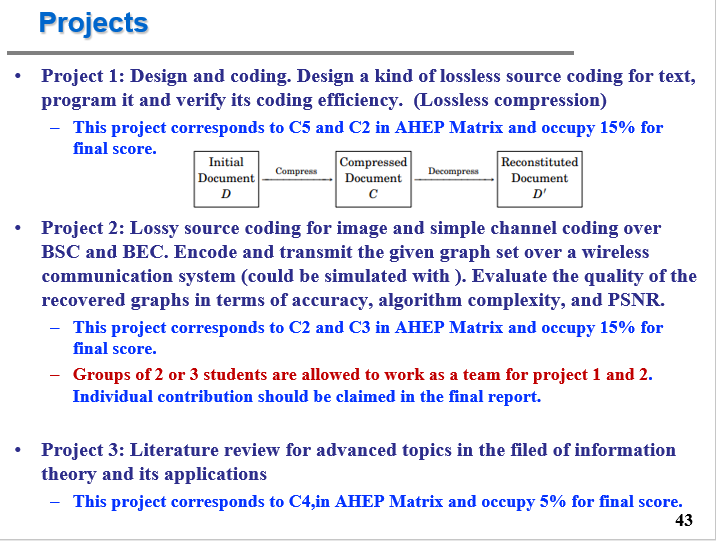 Projects
• Project 1: Design and coding. Design a kind of lossless source coding for text,
program it and verify its coding efficiency. (Lossless compression)
– This project corresponds to C5 and C2 in AHEP Matrix and occupy 15% for
final score.
Initial Document D
Compress
Compressed Document C
Decompress
Reconstituted Document D'
• Project 2: Lossy source coding for image and simple channel coding over
BSC and BEC. Encode and transmit the given graph set over a wireless
communication system (could be simulated with ). Evaluate the quality of the
recovered graphs in terms of accuracy, algorithm complexity, and PSNR.
– This project corresponds to C2 and C3 in AHEP Matrix and occupy 15% for
final score.
– Groups of 2 or 3 students are allowed to work as a team for project 1 and 2.
Individual contribution should be claimed in the final report.
• Project 3: Literature review for advanced topics in the filed of information
theory and its applications
– This project corresponds to C4,in AHEP Matrix and occupy 5% for final score.
43